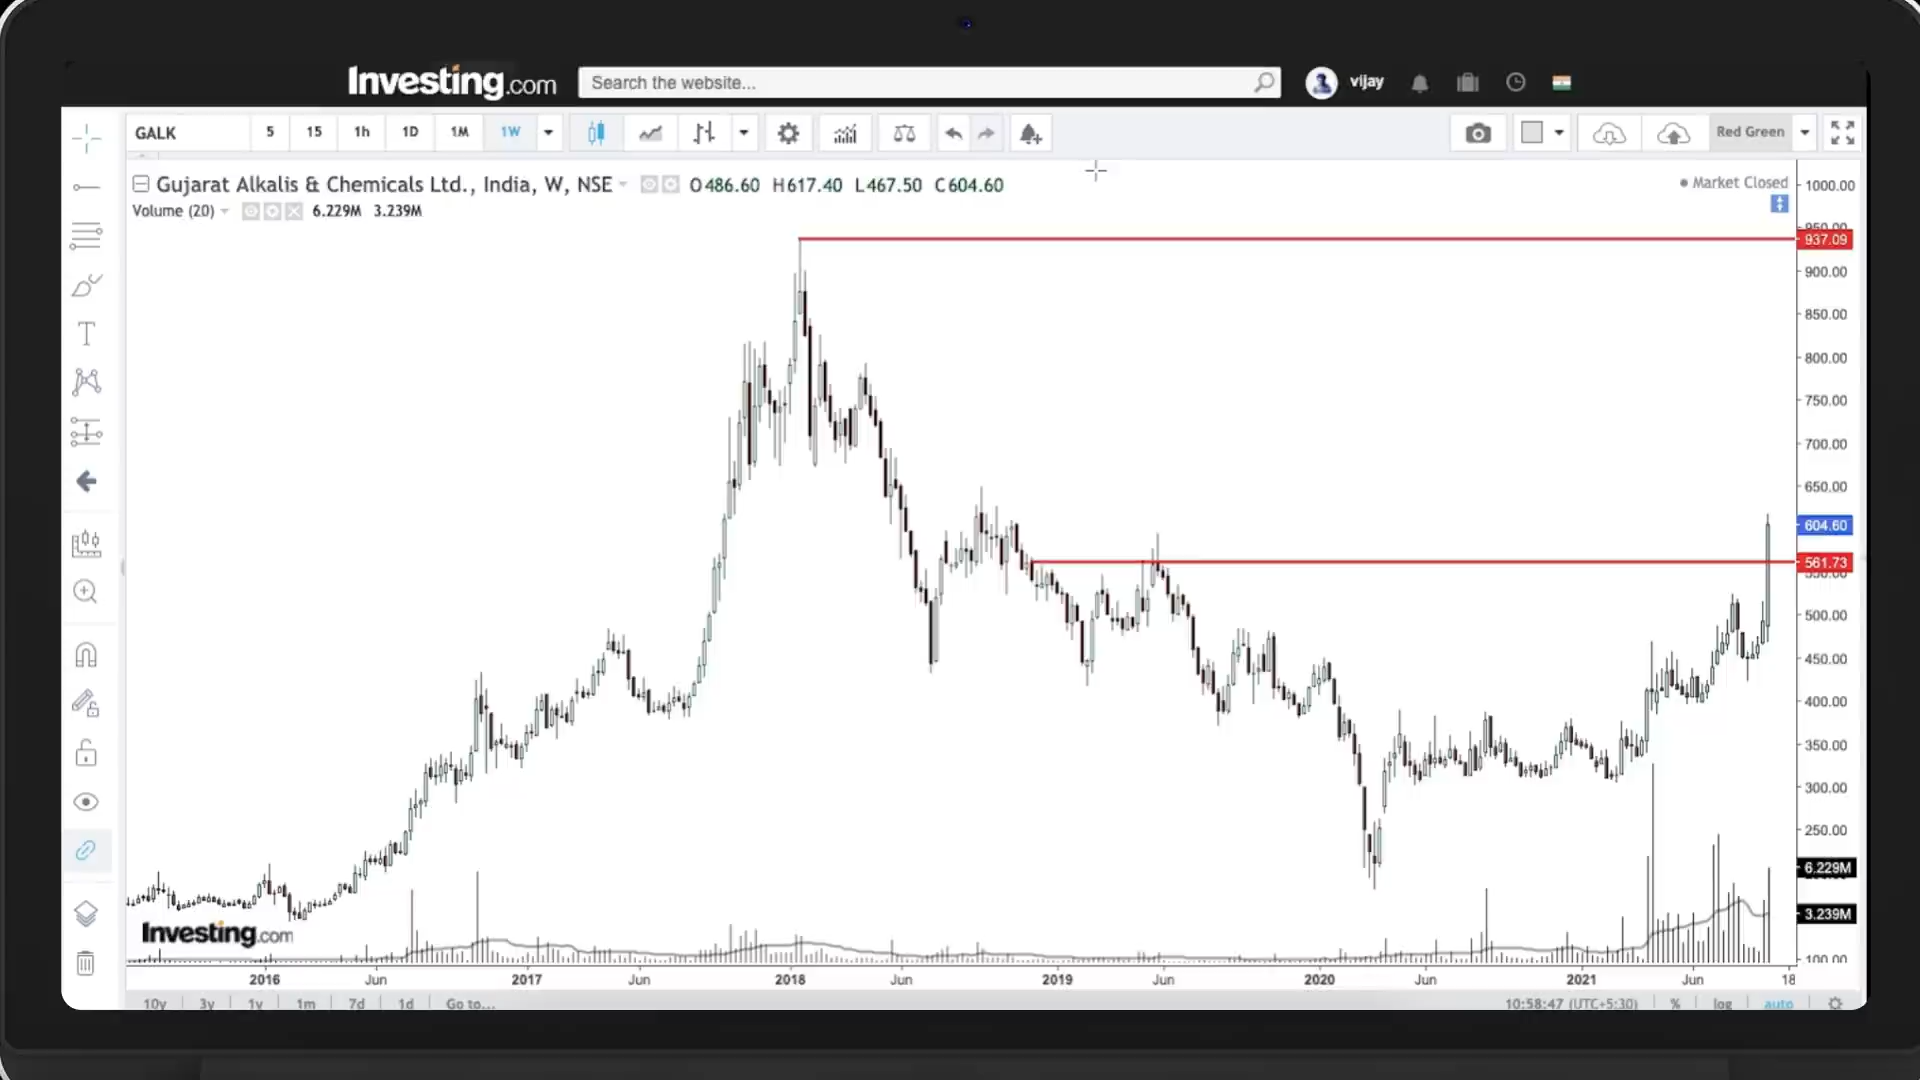 Investing.com Search the website... vijay
GALK 5 15 1h 1D 1M 1W Red Green
Gujarat Alkalis & Chemicals Ltd., India, W, NSE O486.60 H617.40 L467.50 C604.60
Market Closed
Volume (20) 6.229M 3.239M
T
1000.00
937.09
900.00
850.00
800.00
750.00
700.00
650.00
604.60
561.73
500.00
450.00
400.00
350.00
300.00
250.00
6.229M
3.239M
Investing.com
100.00
2016 Jun 2017 Jun 2018 Jun 2019 Jun 2020 Jun 2021 Jun 18
10y 3y 1y 1m 7d 1d Go to... 10:58:47 (UTC+5:30) % log auto